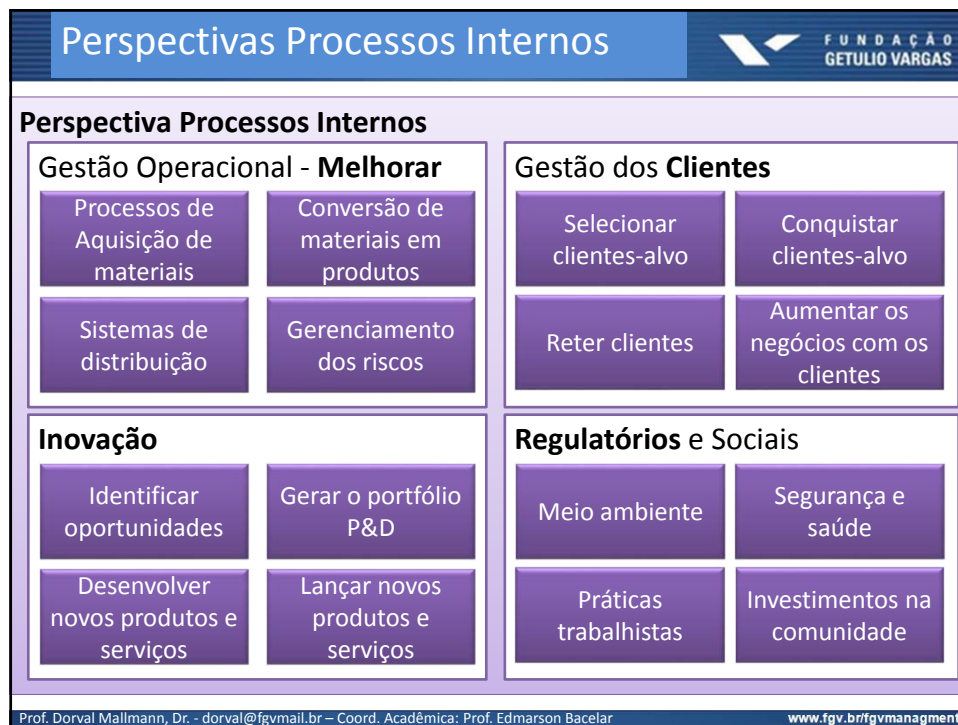 Perspectivas Processos Internos
FUNDAÇÃO
GETULIO VARGAS
Perspectiva Processos Internos
Gestão Operacional - Melhorar
Processos de
Aquisição de
materiais
Conversão de
materiais em
produtos
Sistemas de
distribuição
Gerenciamento
dos riscos
Gestão dos Clientes
Selecionar
clientes-alvo
Conquistar
clientes-alvo
Reter clientes
Aumentar os
negócios com os
clientes
Inovação
Identificar
oportunidades
Gerar o portfólio
P&D
Desenvolver
novos produtos e
serviços
Lançar novos
produtos e
serviços
Regulatórios e Sociais
Meio ambiente
Segurança e
saúde
Práticas
trabalhistas
Investimentos na
comunidade
Prof. Dorval Mallmann, Dr. - dorval@fgvmail.br – Coord. Acadêmica: Prof. Edmarson Bacelar
www.fgv.br/fgvmanagment